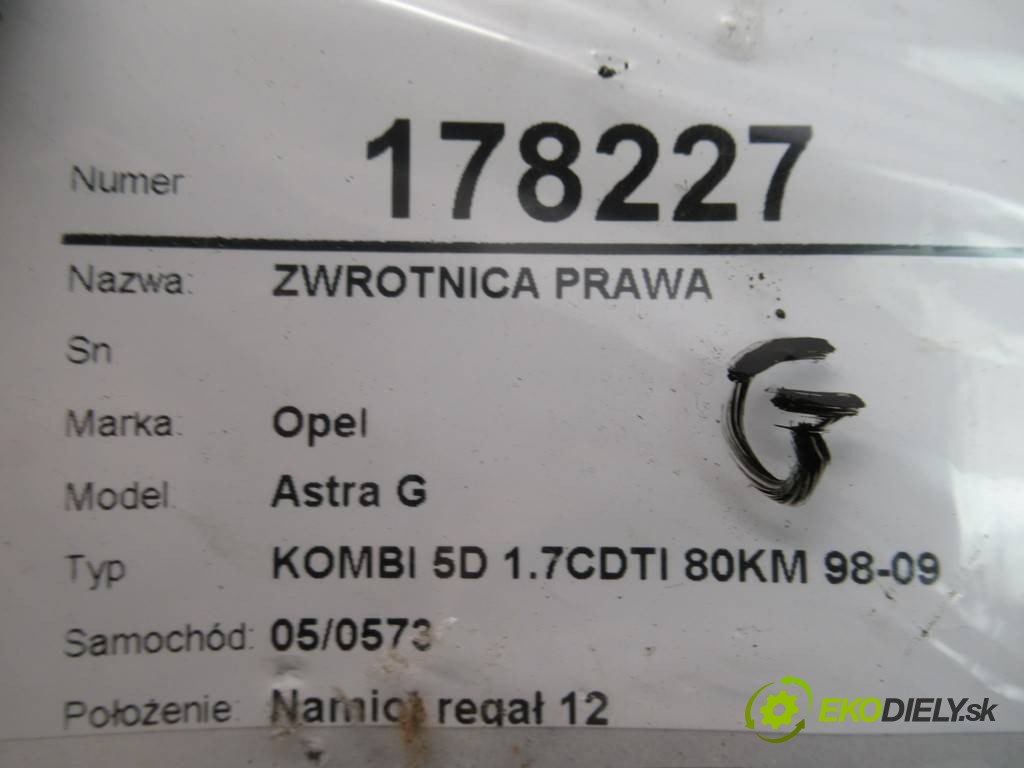 Numer 178227
Nazwa: ZWROTNICA PRAWA
Sn
G
Marka: Opel
Model Astra G
Typ KOMBI 5D 1.7CDTI 80KM 98-09
Samochód: 05/0573
Położenie: Namiot regał 12
EKODIELY.sk